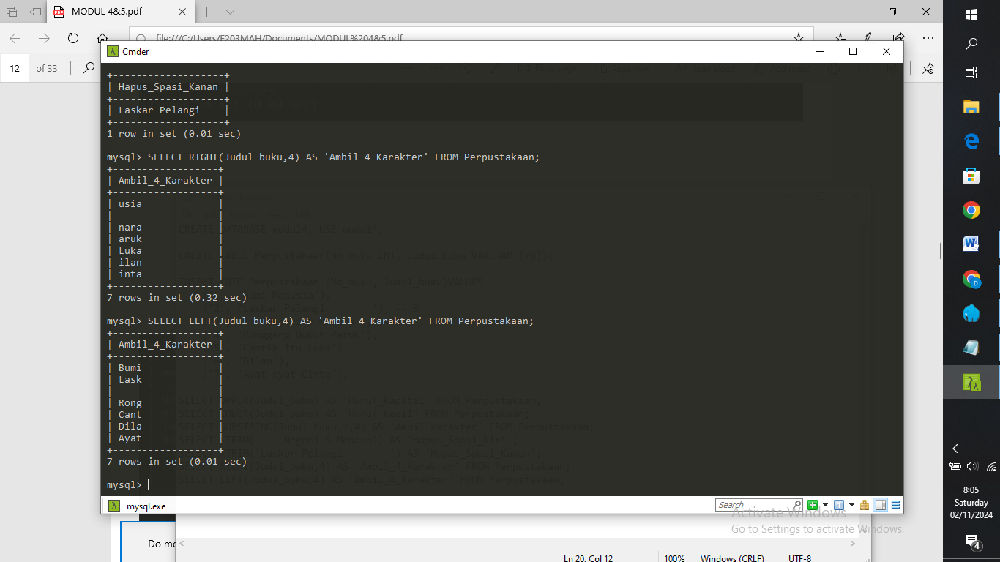 MODUL 4&5.pdf
file:///C:/Users/F203MAH/Documents/MODUL%204&5.pdf
12 of 33
Cmder
+-------------------+
| Hapus_Spasi_Kanan |
+-------------------+
| Laskar Pelangi    |
+-------------------+
1 row in set (0.01 sec)
mysql> SELECT RIGHT(Judul_buku,4) AS 'Ambil_4_Karakter' FROM Perpustakaan;
+------------------+
| Ambil_4_Karakter |
+------------------+
| usia             |
|                  |
| nara             |
| aruk             |
| Luka             |
| ilan             |
| inta             |
+------------------+
7 rows in set (0.32 sec)
mysql> SELECT LEFT(Judul_buku,4) AS 'Ambil_4_Karakter' FROM Perpustakaan;
+------------------+
| Ambil_4_Karakter |
+------------------+
| Bumi             |
| Lask             |
|                  |
| Rong             |
| Cant             |
| Dila             |
| Ayat             |
+------------------+
7 rows in set (0.01 sec)
mysql>
mysql.exe
Search
Activate Windows
Go to Settings to activate Windows.
Do mo
Ln 20, Col 12 100% Windows (CRLF) UTF-8
8:05
Saturday
02/11/2024
4